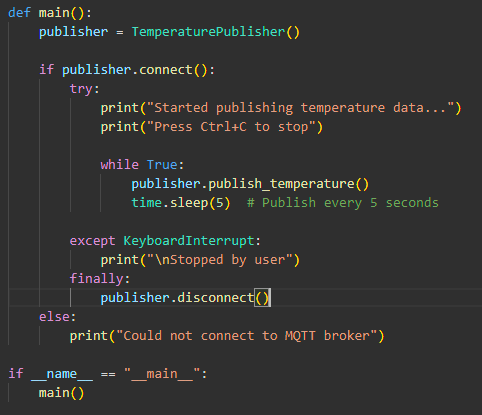 def main():
    publisher = TemperaturePublisher()

    if publisher.connect():
        try:
            print("Started publishing temperature data...")
            print("Press Ctrl+C to stop")

            while True:
                publisher.publish_temperature()
                time.sleep(5)  # Publish every 5 seconds

        except KeyboardInterrupt:
            print("\nStopped by user")
        finally:
            publisher.disconnect()
    else:
        print("Could not connect to MQTT broker")

if __name__ == "__main__":
    main()